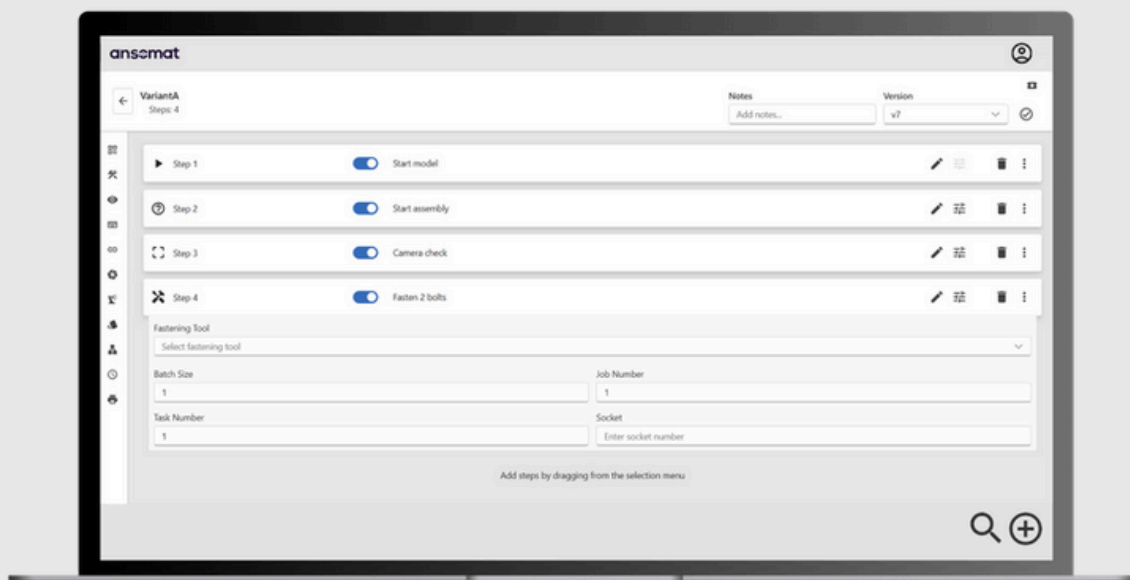 ansomat
VariantA
Steps: 4
Notes
Add notes...
Version
v7
Step 1
Start model
Step 2
Start assembly
Step 3
Camera check
Step 4
Fasten 2 bolts
Fastening Tool
Select fastening tool
Batch Size
Job Number
1
1
Task Number
Socket
1
Enter socket number
Add steps by dragging from the selection menu